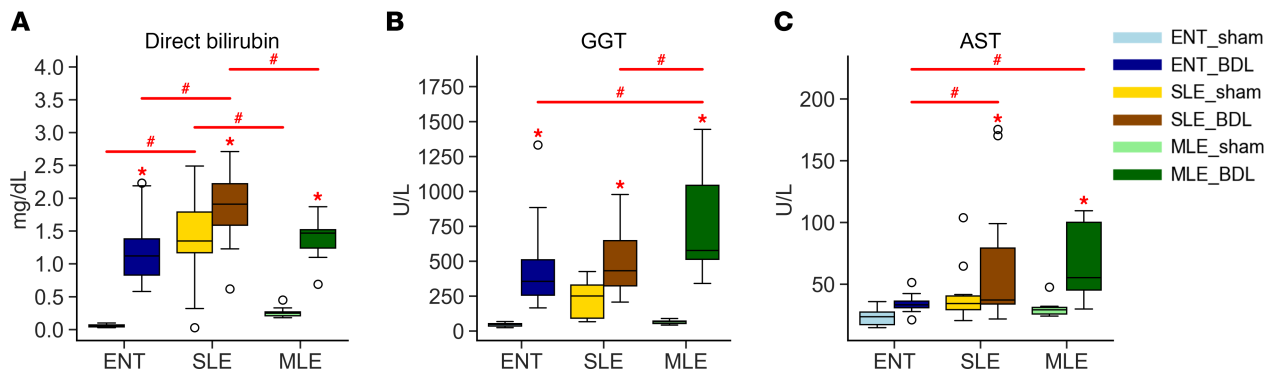 A
Direct bilirubin
mg/dL
4.0
3.5
3.0
2.5
2.0
1.5
1.0
0.5
0.0
#
#
#
#
*
*
*
ENT SLE MLE
B
GGT
U/L
1750
1500
1250
1000
750
500
250
0
#
#
*
*
*
ENT SLE MLE
C
AST
U/L
200
150
100
50
#
#
*
*
ENT SLE MLE
ENT_sham
ENT_BDL
SLE_sham
SLE_BDL
MLE_sham
MLE_BDL